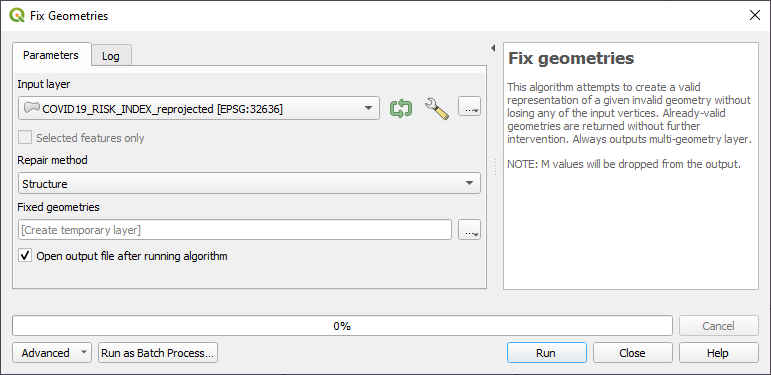 Fix Geometries
Parameters
Log
Input layer
COVID19_RISK_INDEX_reprojected [EPSG:32636]
...
Selected features only
Repair method
Structure
Fixed geometries
[Create temporary layer]
...
Open output file after running algorithm
Fix geometries
This algorithm attempts to create a valid
representation of a given invalid geometry without
losing any of the input vertices. Already-valid
geometries are returned without further
intervention. Always outputs multi-geometry layer.
NOTE: M values will be dropped from the output.
0%
Cancel
Advanced
Run as Batch Process...
Run
Close
Help